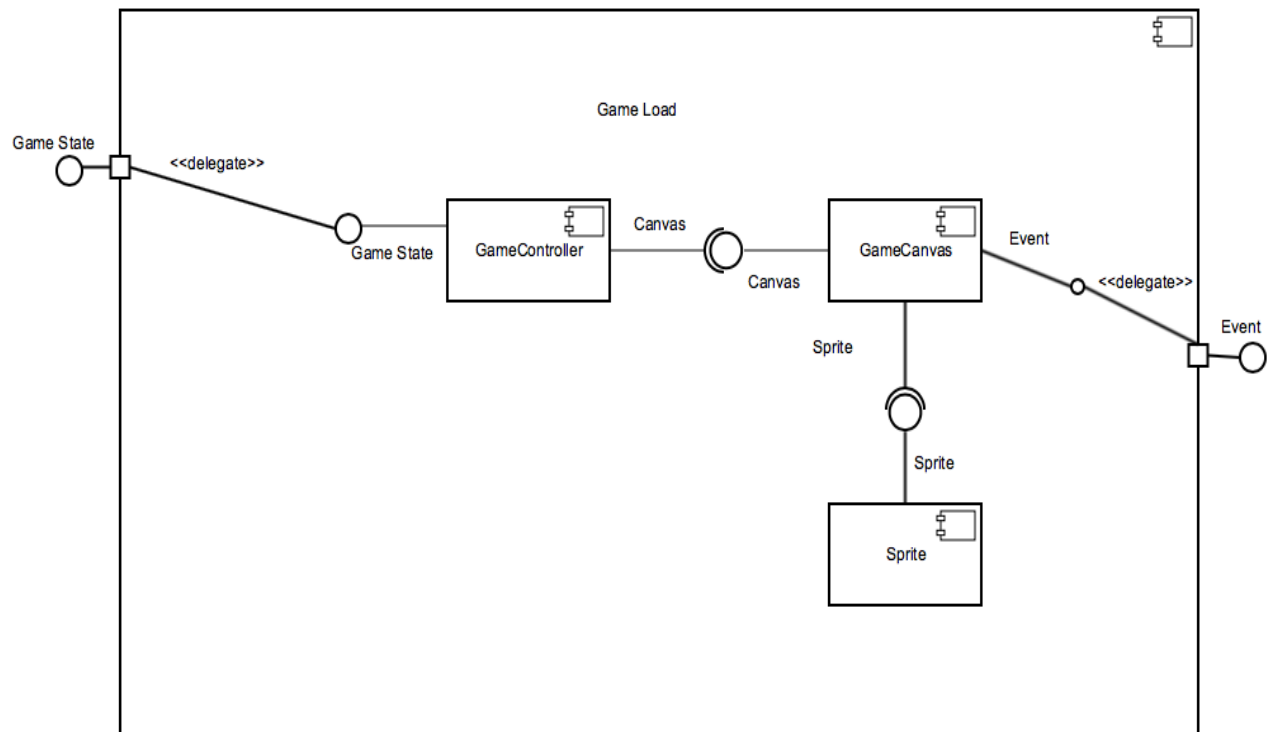 Game Load
Game State
<<delegate>>
Game State
GameController
Canvas
Canvas
GameCanvas
Event
<<delegate>>
Event
Sprite
Sprite
Sprite